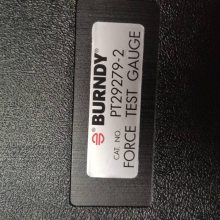 BURNDY
CAT. NO. PT29279-2
FORCE TEST GAUGE